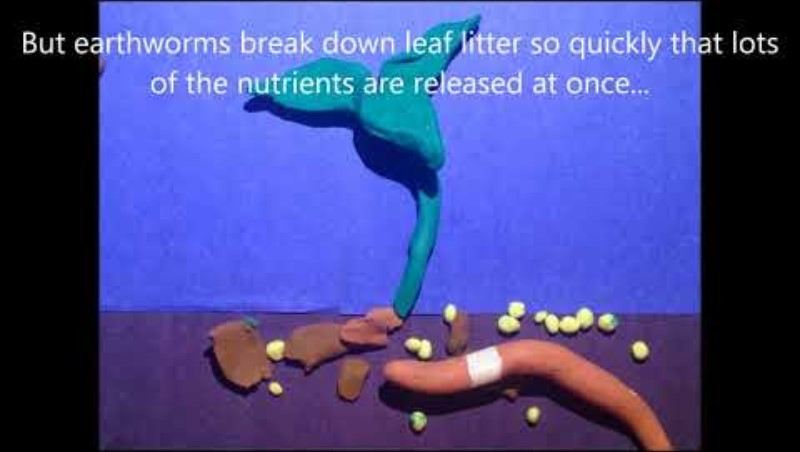 But earthworms break down leaf litter so quickly that lots
of the nutrients are released at once...